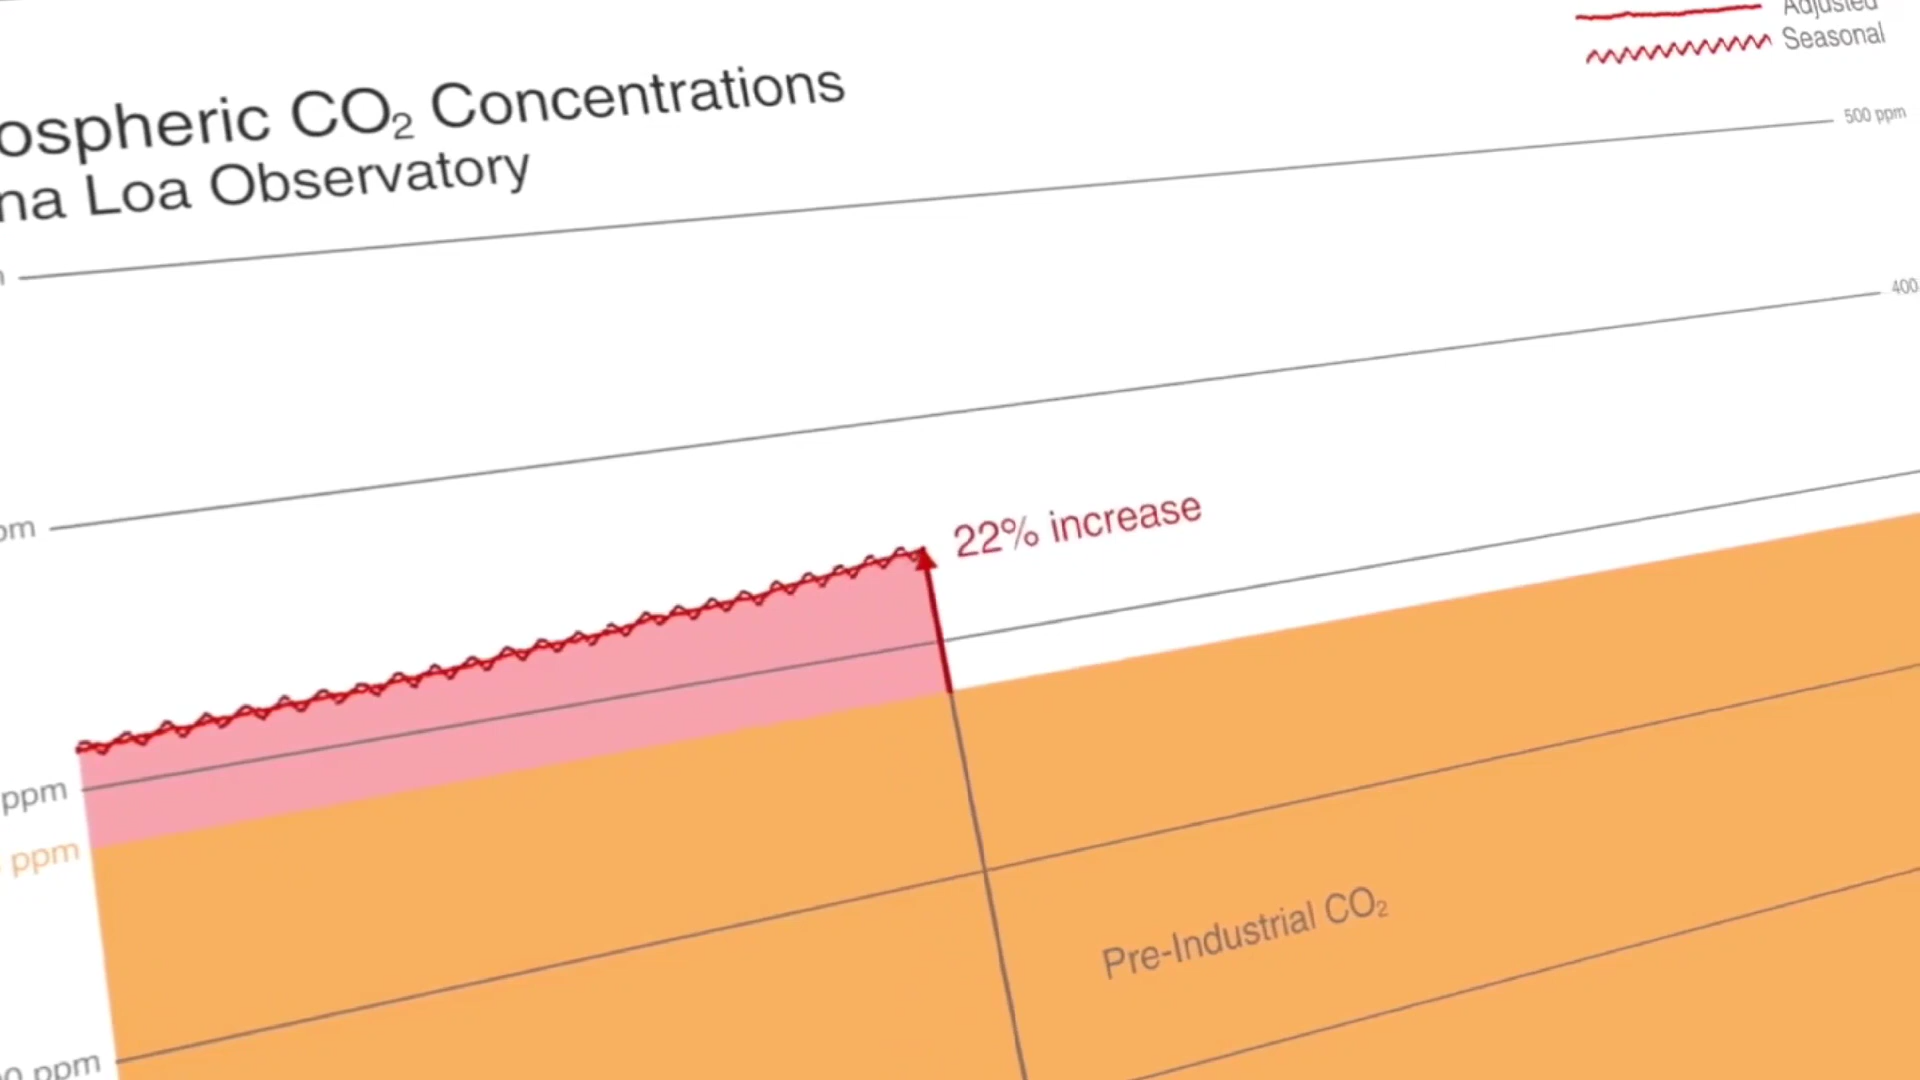 ospheric CO₂ Concentrations
na Loa Observatory
Adjusted
Seasonal
500 ppm
400
22% increase
ppm
ppm
Pre-Industrial CO₂
0 ppm